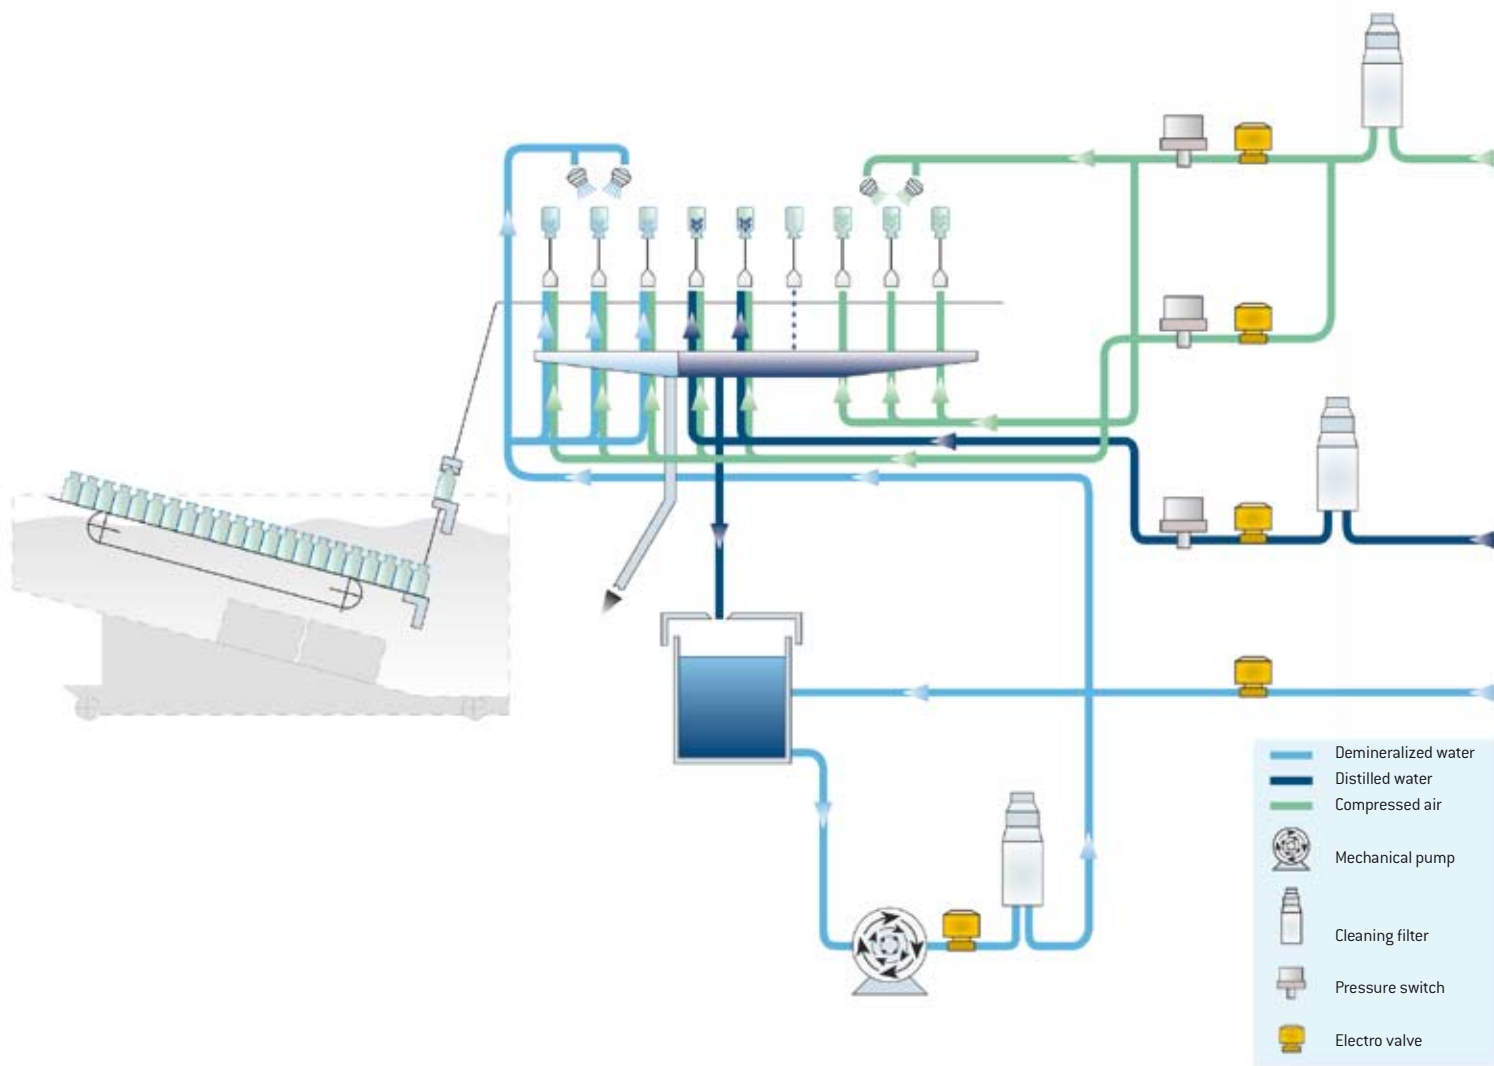 Demineralized water
Distilled water
Compressed air
Mechanical pump
Cleaning filter
Pressure switch
Electro valve